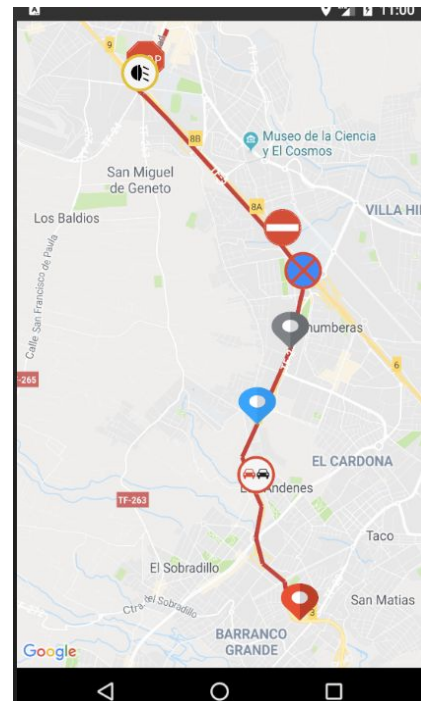 11:00
9
OP
8B
Museo de la Ciencia
y El Cosmos
San Miguel
de Geneto
8A
VILLA HI
Los Baldios
Calle San Francisco de Paula
humberas
-265
6
EL CARDONA
Andenes
TF-263
Taco
El Sobradillo
Ctra. del Sobradillo
3
San Matias
BARRANCO
GRANDE
Google